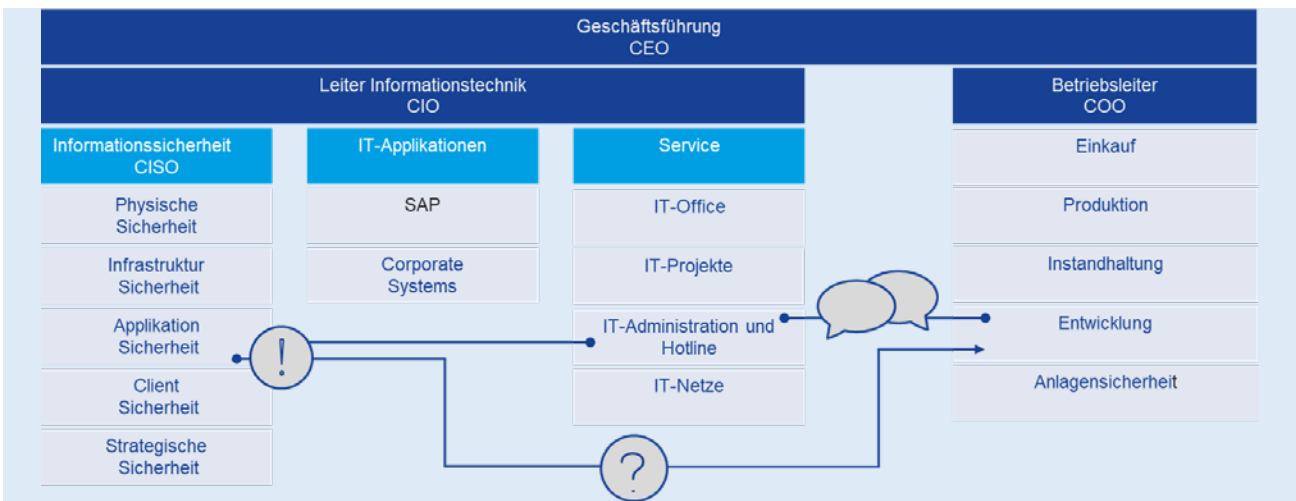 Geschäftsführung
CEO
Leiter Informationstechnik
CIO
Betriebsleiter
COO
Informationssicherheit
CISO
Physische
Sicherheit
Infrastruktur
Sicherheit
Applikation
Sicherheit
Client
Sicherheit
Strategische
Sicherheit
IT-Applikationen
SAP
Corporate
Systems
Service
IT-Office
IT-Projekte
IT-Administration und
Hotline
IT-Netze
Einkauf
Produktion
Instandhaltung
Entwicklung
Anlagensicherheit
!
?